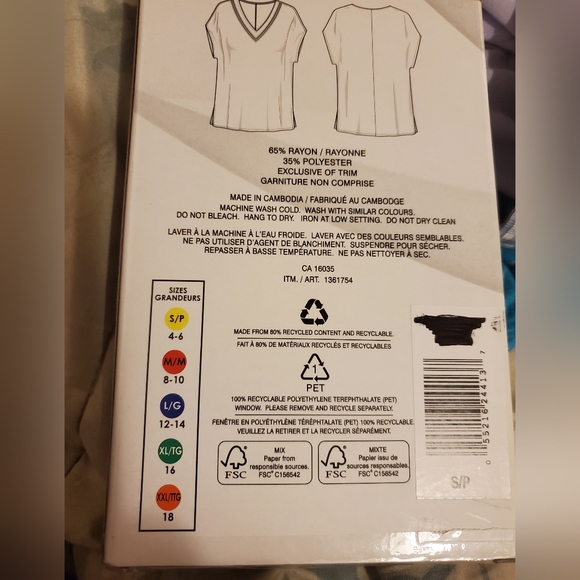 65% RAYON / RAYONNE
35% POLYESTER
EXCLUSIVE OF TRIM
GARNITURE NON COMPRISE
MADE IN CAMBODIA / FABRIQUÉ AU CAMBODGE
MACHINE WASH COLD. WASH WITH SIMILAR COLOURS.
DO NOT BLEACH. HANG TO DRY. IRON AT LOW SETTING. DO NOT DRY CLEAN
LAVER À LA MACHINE À L'EAU FROIDE. LAVER AVEC DES COULEURS SEMBLABLES.
NE PAS UTILISER D'AGENT DE BLANCHIMENT. SUSPENDRE POUR SÉCHER.
REPASSER À BASSE TEMPÉRATURE. NE PAS NETTOYER À SEC.
CA 16035
ITM. / ART. 1361754
SIZES
GRANDEURS
S/P
4-6
M/M
8-10
L/G
12-14
XL/TG
16
XXL/TTG
18
MADE FROM 80% RECYCLED CONTENT AND RECYCLABLE.
FAIT À 80% DE MATÉRIAUX RECYCLÉS ET RECYCLABLE.
1
PET
100% RECYCLABLE POLYETHYLENE TEREPHTHALATE (PET)
WINDOW. PLEASE REMOVE AND RECYCLE SEPARATELY.
FENÊTRE EN POLYÉTHYLÈNE TÉRÉPHTALATE (PET) 100% RECYCLABLE.
VEUILLEZ LA RETIRER ET LA RECYCLER SÉPARÉMENT.
FSC
MIX
Paper from
responsible sources.
FSC® C156542
FSC
MIXTE
Papier issu de
sources responsables.
FSC® C156542
0 55216 24413 7
S/P